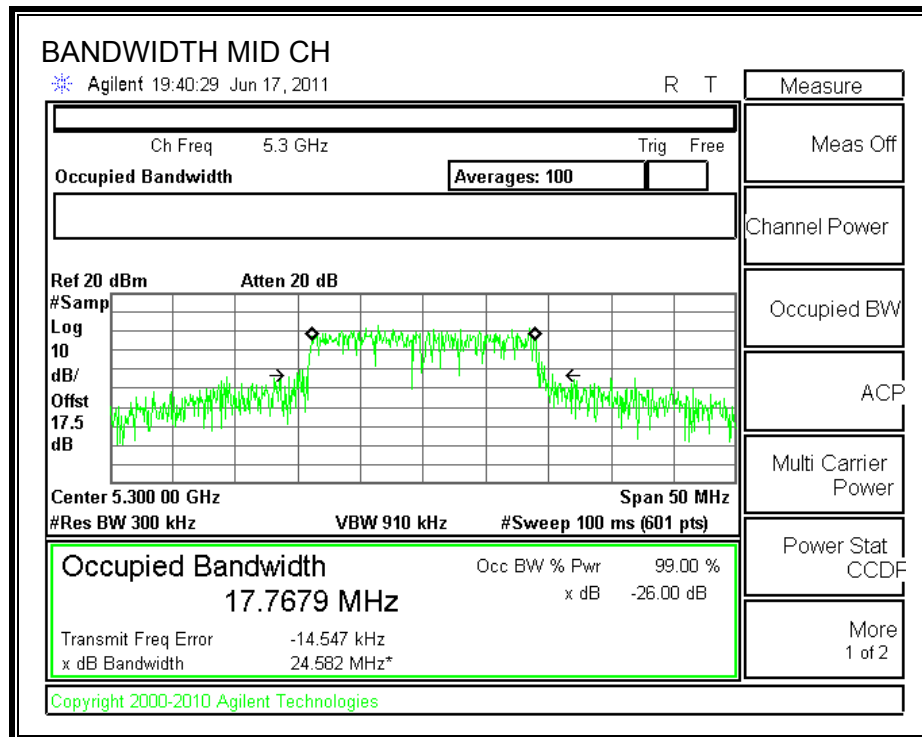 BANDWIDTH MID CH
Agilent 19:40:29 Jun 17, 2011 R T
Measure
Ch Freq 5.3 GHz Trig Free
Meas Off
Occupied Bandwidth Averages: 100
Channel Power
Ref 20 dBm Atten 20 dB
#Samp
Log
10
dB/
Offst
17.5
dB
Occupied BW
ACP
Multi Carrier
Power
Center 5.300 00 GHz Span 50 MHz
#Res BW 300 kHz VBW 910 kHz #Sweep 100 ms (601 pts)
Power Stat
CCDF
Occupied Bandwidth Occ BW % Pwr 99.00 %
17.7679 MHz x dB -26.00 dB
Transmit Freq Error -14.547 kHz
x dB Bandwidth 24.582 MHz*
More
1 of 2
Copyright 2000-2010 Agilent Technologies